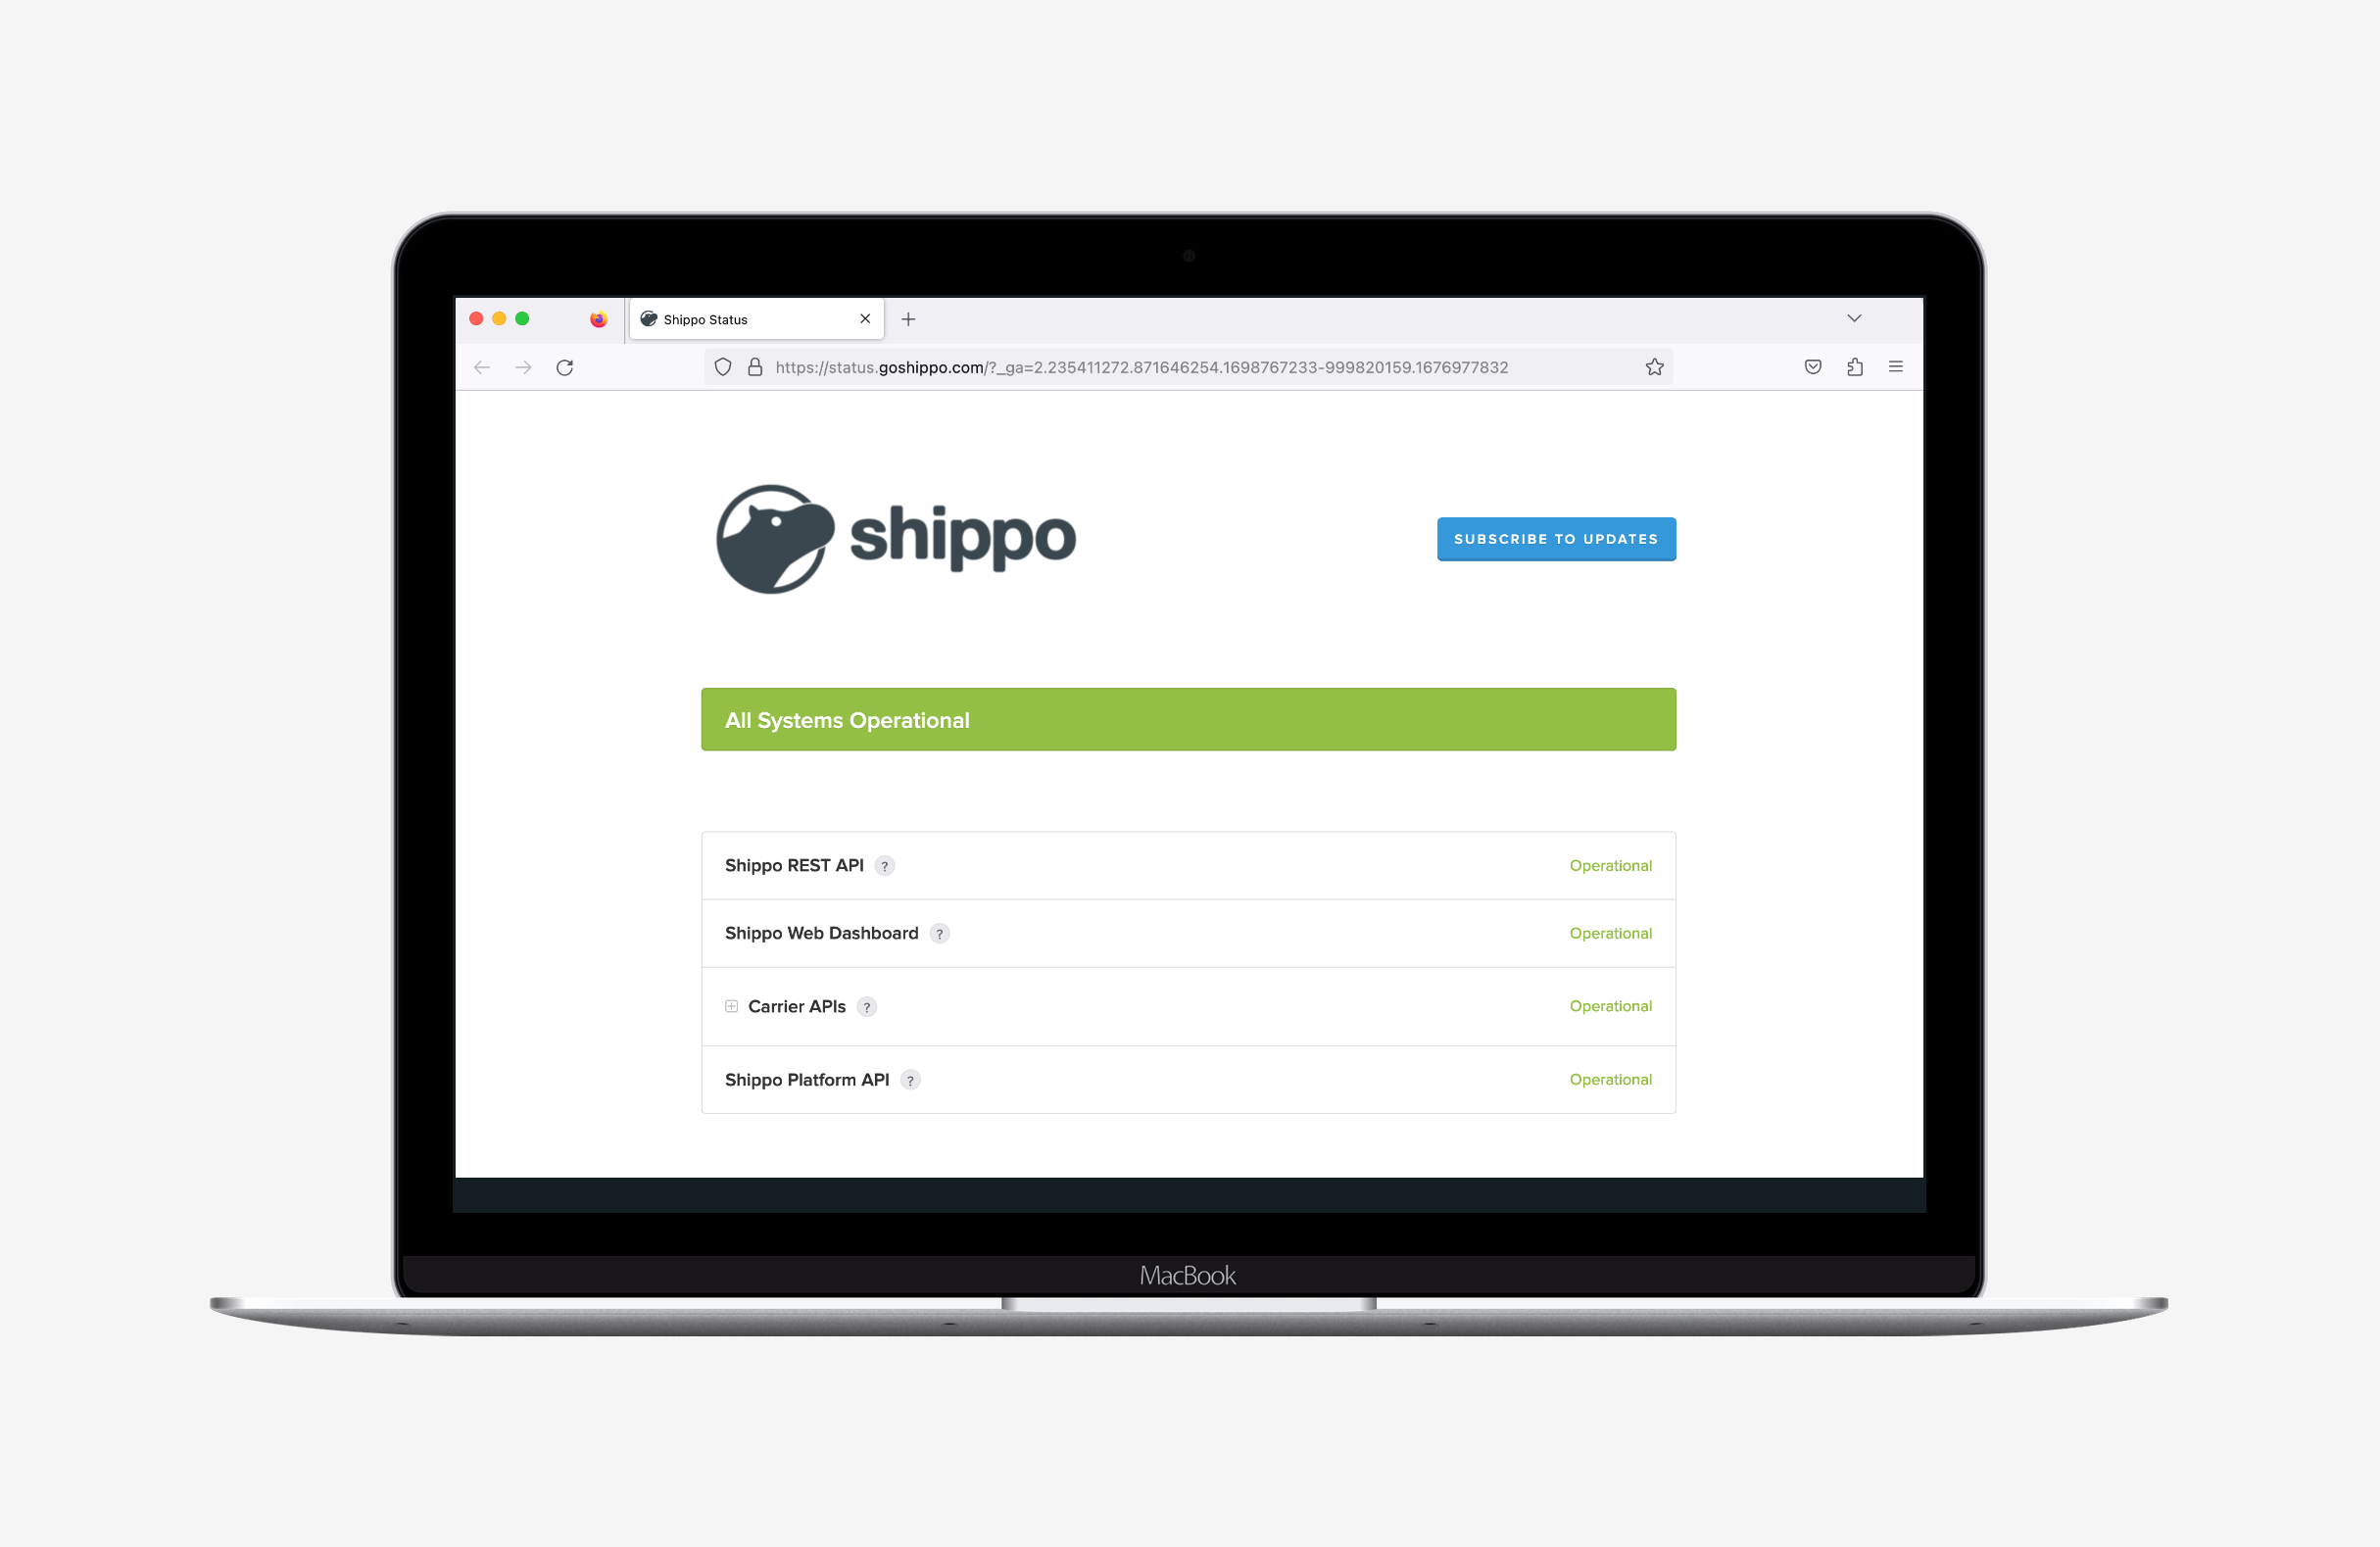 Shippo Status
https://status.goshippo.com/?_ga=2.235411272.871646254.1698767233-999820159.1676977832
shippo
SUBSCRIBE TO UPDATES
All Systems Operational
Shippo REST API ? Operational
Shippo Web Dashboard ? Operational
Carrier APIs ? Operational
Shippo Platform API ? Operational
MacBook